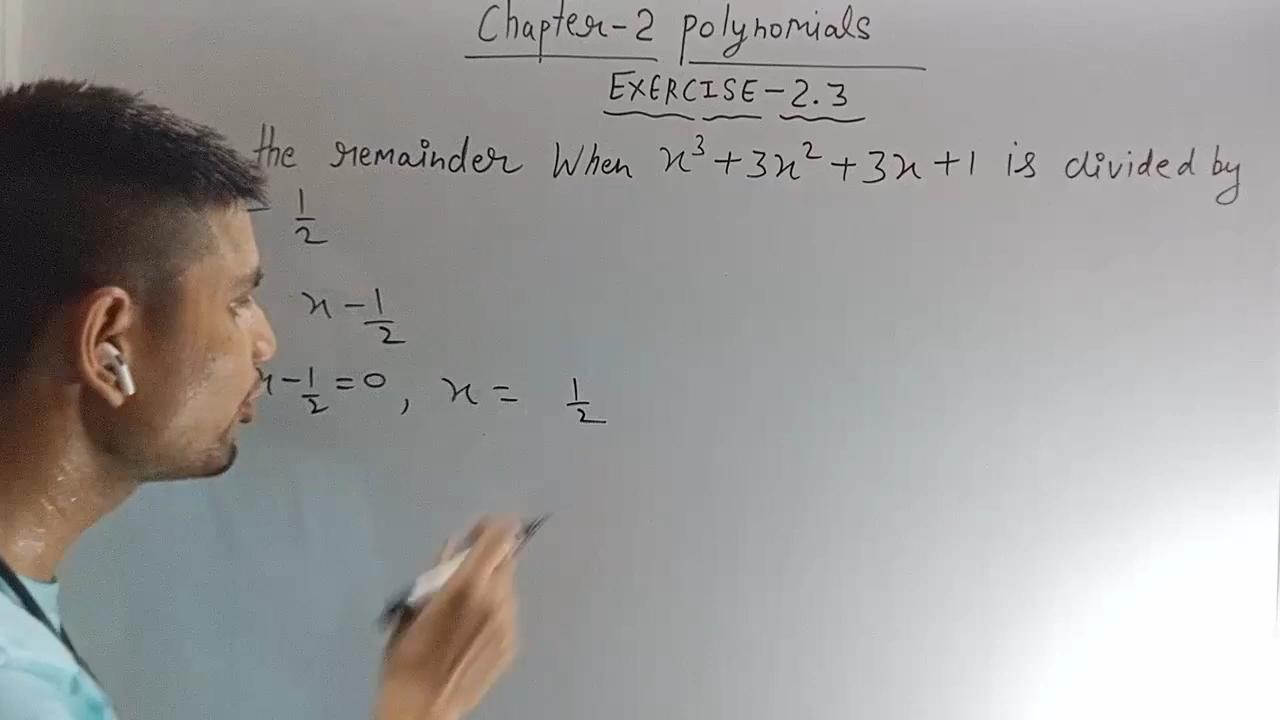 Chapter-2 polynomials
EXERCISE-2.3
the remainder When x³+3x²+3x+1 is divided by
- 1/2
x - 1/2
x - 1/2 = 0, x = 1/2